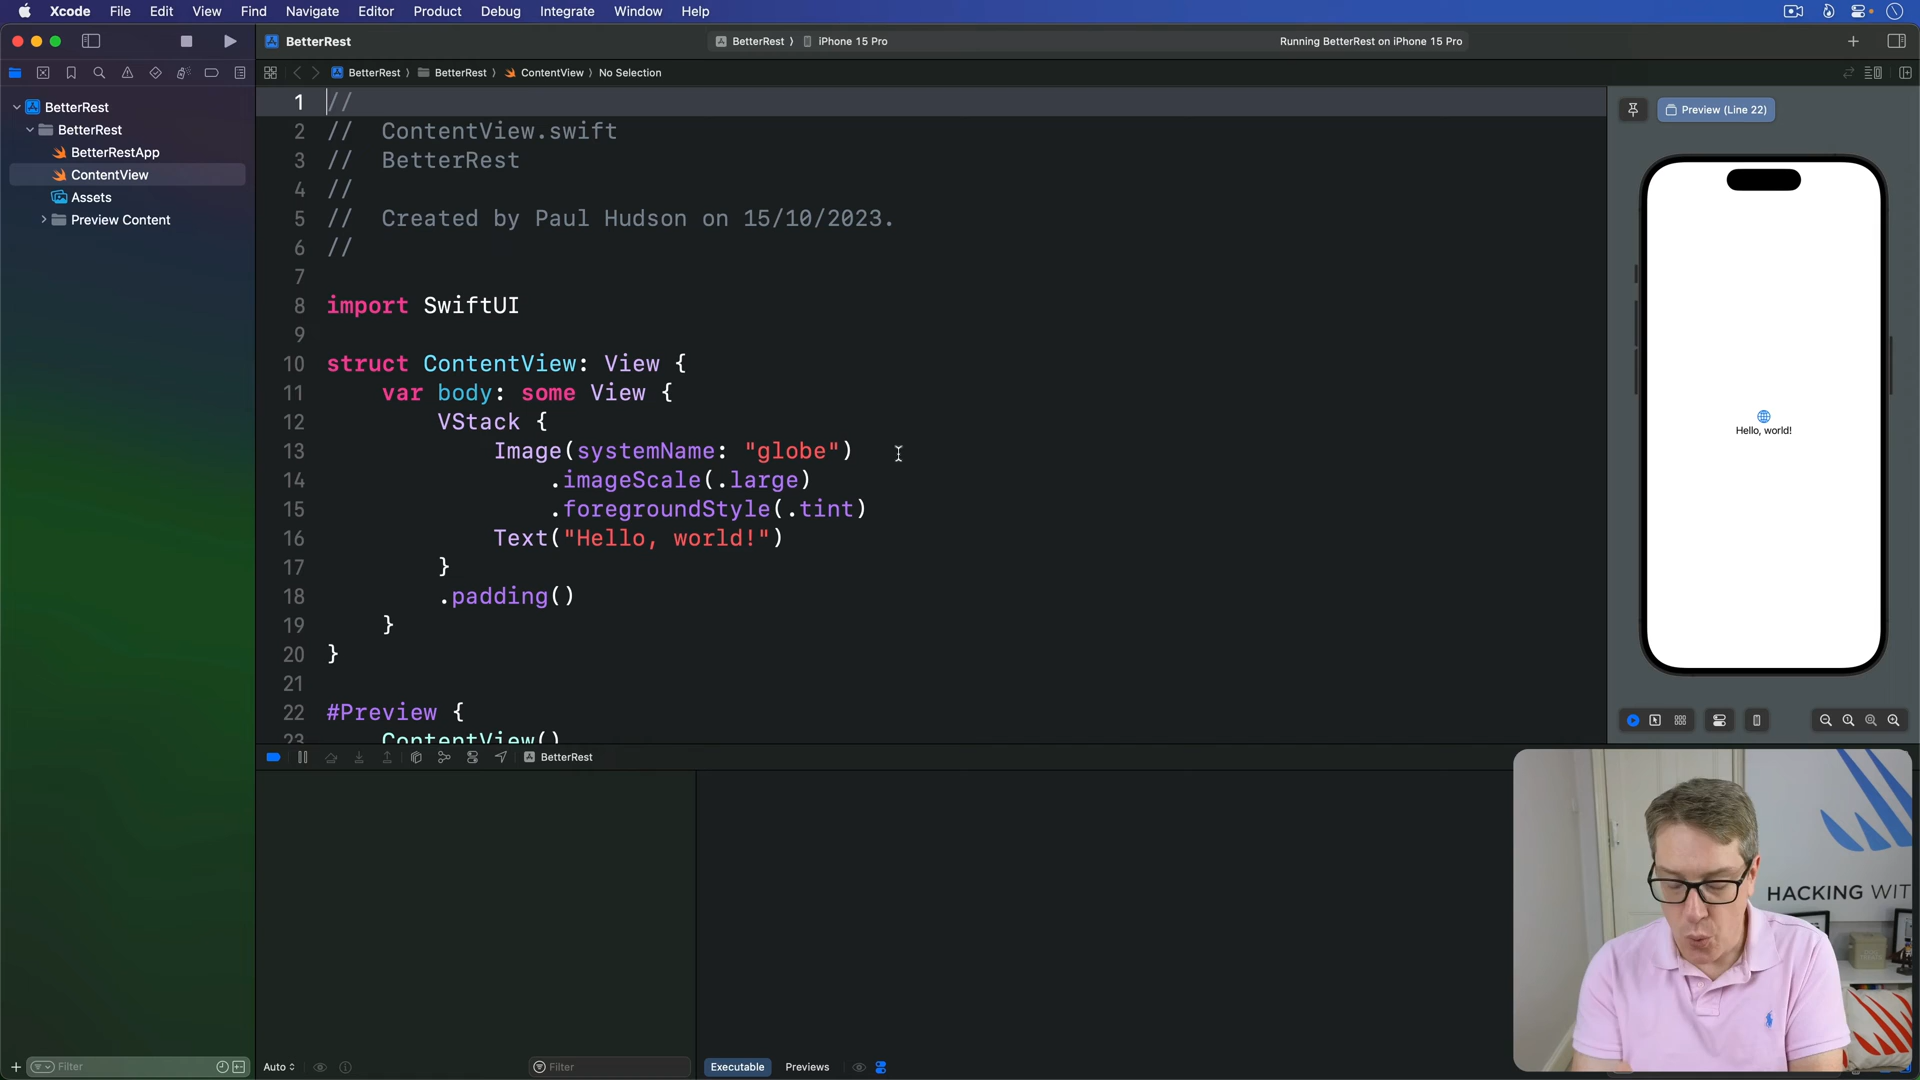 Xcode File Edit View Find Navigate Editor Product Debug Integrate Window Help
BetterRest
BetterRest 〉 iPhone 15 Pro
Running BetterRest on iPhone 15 Pro
BetterRest 〉 BetterRest 〉 ContentView 〉 No Selection
BetterRest
BetterRest
BetterRestApp
ContentView
Assets
Preview Content
1 //
2 //  ContentView.swift
3 //  BetterRest
4 //
5 //  Created by Paul Hudson on 15/10/2023.
6 //
7
8 import SwiftUI
9
10 struct ContentView: View {
11     var body: some View {
12         VStack {
13             Image(systemName: "globe")
14                 .imageScale(.large)
15                 .foregroundStyle(.tint)
16             Text("Hello, world!")
17         }
18         .padding()
19     }
20 }
21
22 #Preview {
23     ContentView()
Preview (Line 22)
Hello, world!
BetterRest
HACKING WIT
Filter
Auto
Filter
Executable Previews